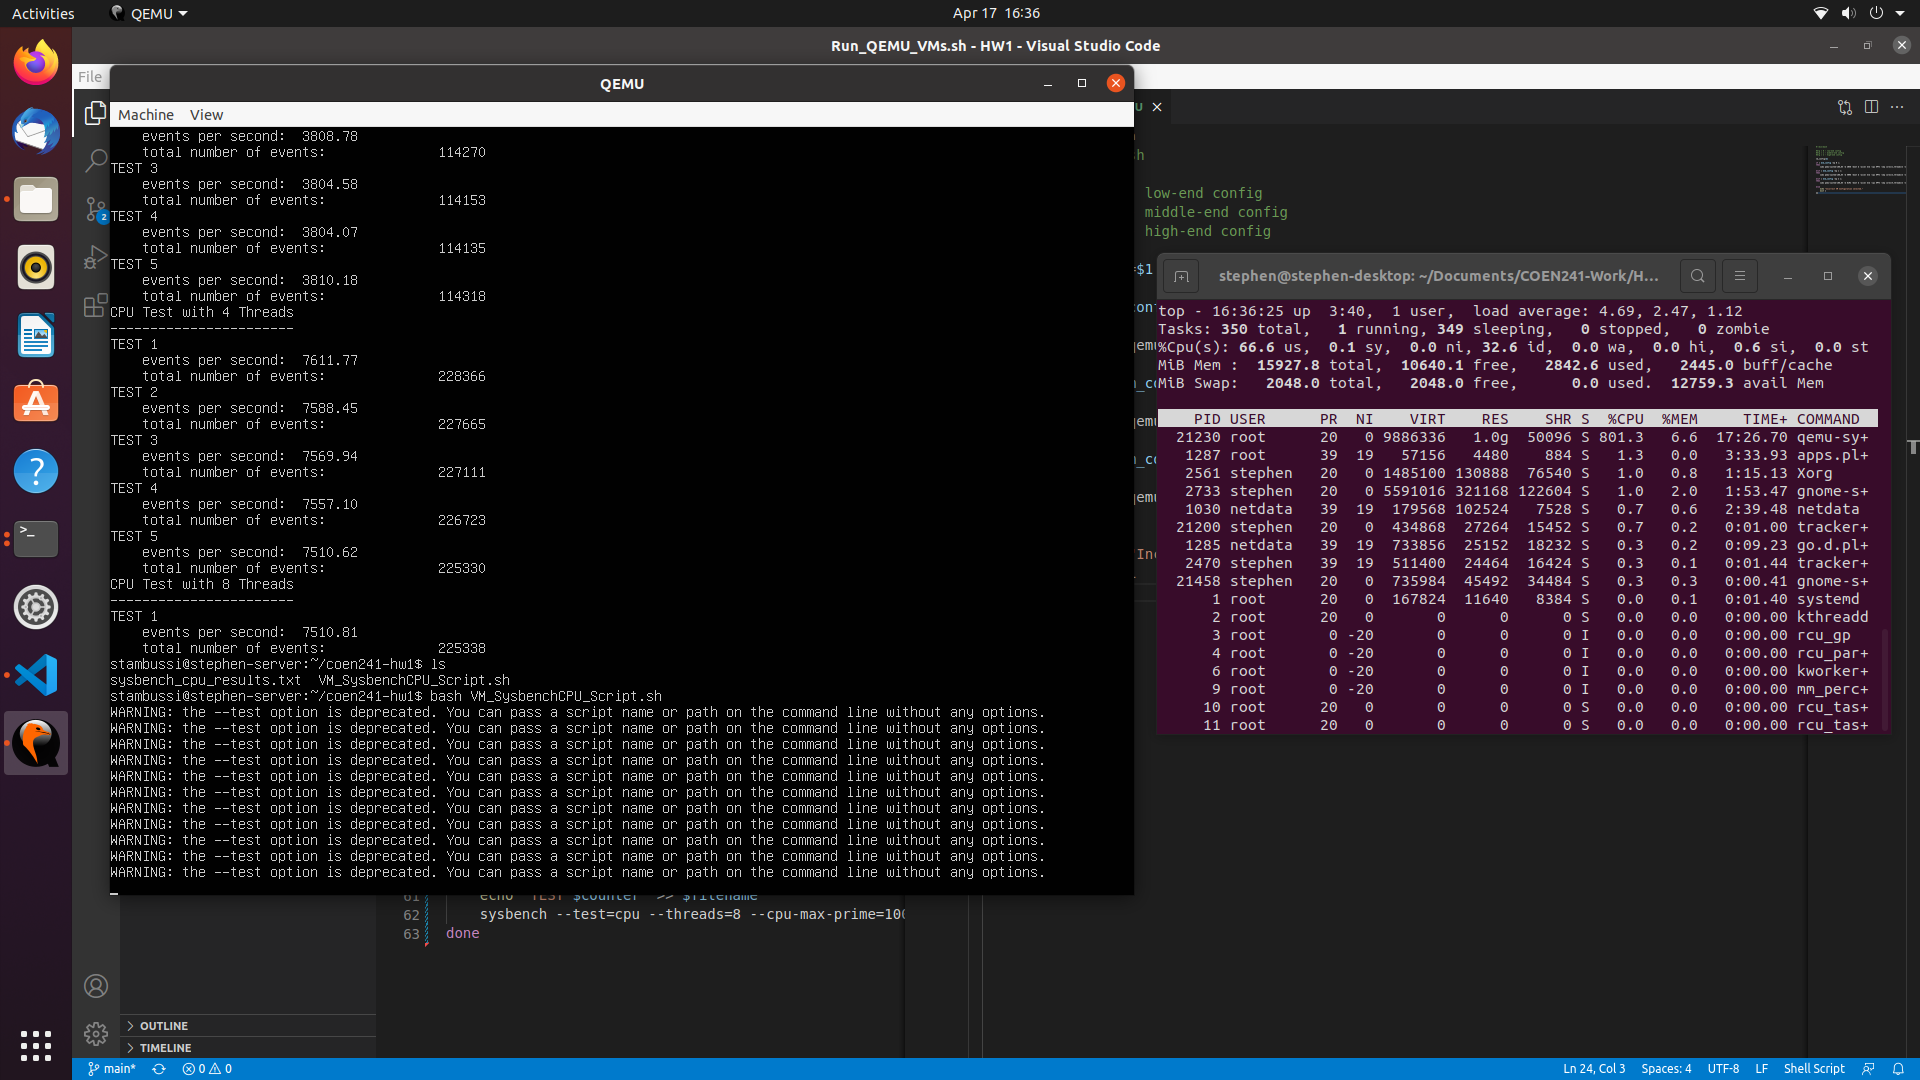 Activities
QEMU
Apr 17 16:36
Run_QEMU_VMs.sh - HW1 - Visual Studio Code
File
QEMU
Machine View
events per second: 3808.78
total number of events: 114270
TEST 3
events per second: 3804.58
total number of events: 114153
TEST 4
events per second: 3804.07
total number of events: 114135
TEST 5
events per second: 3810.18
total number of events: 114318
CPU Test with 4 Threads
-----------------------
TEST 1
events per second: 7611.77
total number of events: 228366
TEST 2
events per second: 7588.45
total number of events: 227665
TEST 3
events per second: 7569.94
total number of events: 227111
TEST 4
events per second: 7557.10
total number of events: 226723
TEST 5
events per second: 7510.62
total number of events: 225330
CPU Test with 8 Threads
-----------------------
TEST 1
events per second: 7510.81
total number of events: 225338
stambussi@stephen-server:~/coen241-hw1$ ls
sysbench_cpu_results.txt VM_SysbenchCPU_Script.sh
stambussi@stephen-server:~/coen241-hw1$ bash VM_SysbenchCPU_Script.sh
WARNING: the --test option is deprecated. You can pass a script name or path on the command line without any options.
WARNING: the --test option is deprecated. You can pass a script name or path on the command line without any options.
WARNING: the --test option is deprecated. You can pass a script name or path on the command line without any options.
WARNING: the --test option is deprecated. You can pass a script name or path on the command line without any options.
WARNING: the --test option is deprecated. You can pass a script name or path on the command line without any options.
WARNING: the --test option is deprecated. You can pass a script name or path on the command line without any options.
WARNING: the --test option is deprecated. You can pass a script name or path on the command line without any options.
WARNING: the --test option is deprecated. You can pass a script name or path on the command line without any options.
WARNING: the --test option is deprecated. You can pass a script name or path on the command line without any options.
WARNING: the --test option is deprecated. You can pass a script name or path on the command line without any options.
WARNING: the --test option is deprecated. You can pass a script name or path on the command line without any options.
2
low-end config
middle-end config
high-end config
=$1
stephen@stephen-desktop: ~/Documents/COEN241-Work/H...
top - 16:36:25 up 3:40, 1 user, load average: 4.69, 2.47, 1.12
Tasks: 350 total, 1 running, 349 sleeping, 0 stopped, 0 zombie
%Cpu(s): 66.6 us, 0.1 sy, 0.0 ni, 32.6 id, 0.0 wa, 0.0 hi, 0.6 si, 0.0 st
MiB Mem : 15927.8 total, 10640.1 free, 2842.6 used, 2445.0 buff/cache
MiB Swap: 2048.0 total, 2048.0 free, 0.0 used. 12759.3 avail Mem
PID USER PR NI VIRT RES SHR S %CPU %MEM TIME+ COMMAND
21230 root 20 0 9886336 1.0g 50096 S 801.3 6.6 17:26.70 qemu-sy+
1287 root 39 19 57156 4480 884 S 1.3 0.0 3:33.93 apps.pl+
2561 stephen 20 0 1485100 130888 76540 S 1.0 0.8 1:15.13 Xorg
2733 stephen 20 0 5591016 321168 122604 S 1.0 2.0 1:53.47 gnome-s+
1030 netdata 39 19 179568 102524 7528 S 0.7 0.6 2:39.48 netdata
21200 stephen 20 0 434868 27264 15452 S 0.7 0.2 0:01.00 tracker+
1285 netdata 39 19 733856 25152 18232 S 0.3 0.2 0:09.23 go.d.pl+
2470 stephen 39 19 511400 24464 16424 S 0.3 0.1 0:01.44 tracker+
21458 stephen 20 0 735984 45492 34484 S 0.3 0.3 0:00.41 gnome-s+
1 root 20 0 167824 11640 8384 S 0.0 0.1 0:01.40 systemd
2 root 20 0 0 0 0 S 0.0 0.0 0:00.00 kthreadd
3 root 0 -20 0 0 0 I 0.0 0.0 0:00.00 rcu_gp
4 root 0 -20 0 0 0 I 0.0 0.0 0:00.00 rcu_par+
6 root 0 -20 0 0 0 I 0.0 0.0 0:00.00 kworker+
9 root 0 -20 0 0 0 I 0.0 0.0 0:00.00 mm_perc+
10 root 20 0 0 0 0 S 0.0 0.0 0:00.00 rcu_tas+
11 root 20 0 0 0 0 S 0.0 0.0 0:00.00 rcu_tas+
61 echo "TEST $counter" >> $filename
62 sysbench --test=cpu --threads=8 --cpu-max-prime=100
63 done
OUTLINE
TIMELINE
main* 0 0
Ln 24, Col 3 Spaces: 4 UTF-8 LF Shell Script